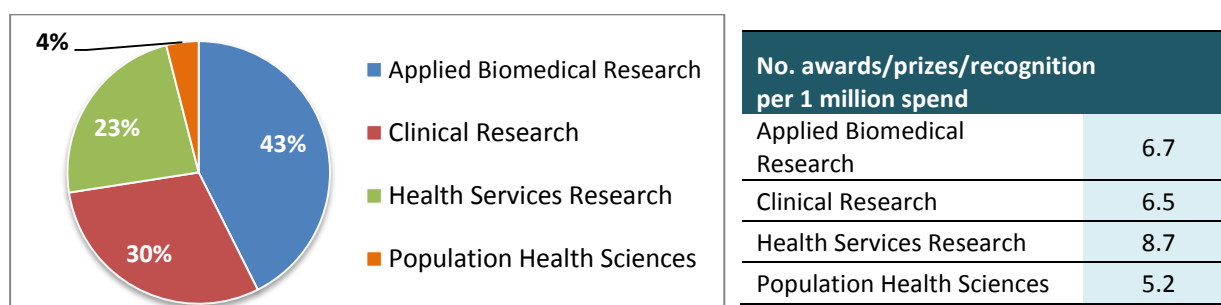 4%
23%
43%
30%
Applied Biomedical Research
Clinical Research
Health Services Research
Population Health Sciences
No. awards/prizes/recognition
per 1 million spend
Applied Biomedical
Research
6.7
Clinical Research 6.5
Health Services Research 8.7
Population Health Sciences 5.2